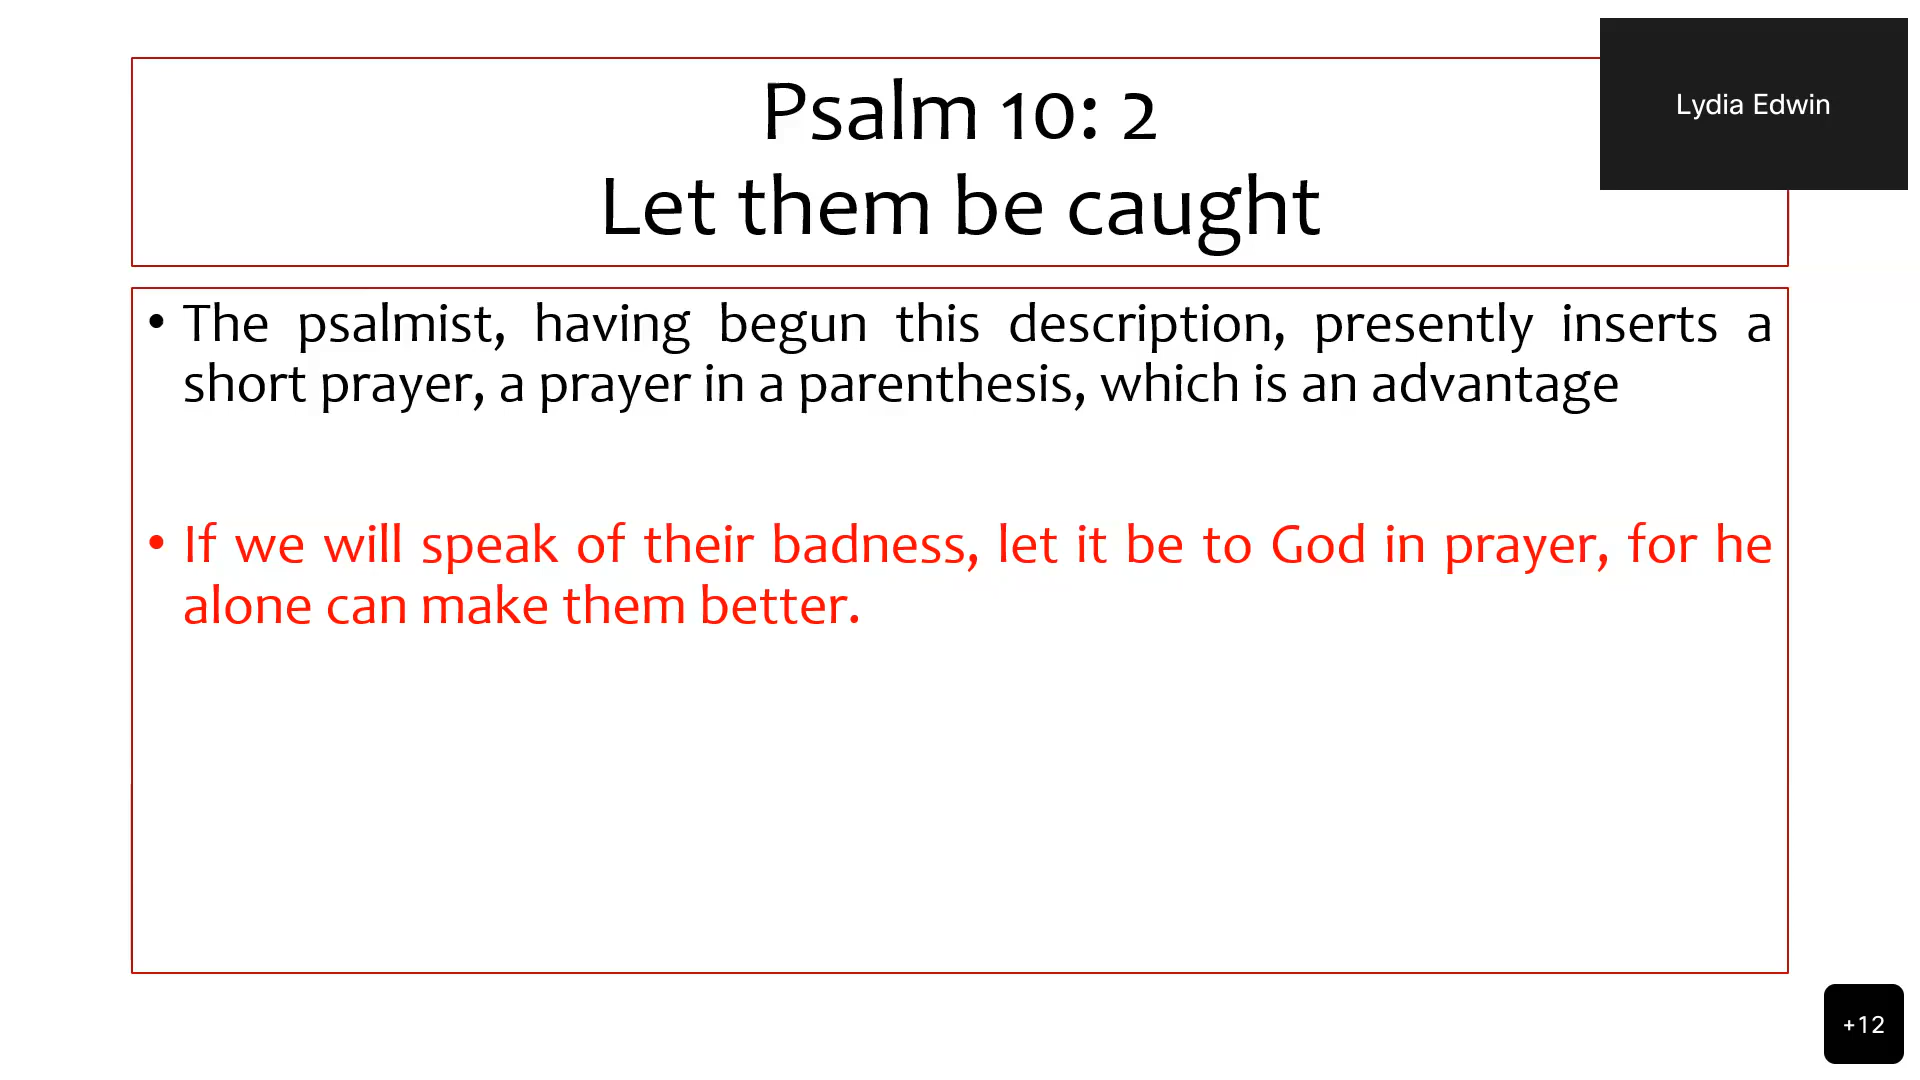 Psalm 10: 2
Let them be caught
Lydia Edwin
• The psalmist, having begun this description, presently inserts a
short prayer, a prayer in a parenthesis, which is an advantage
• If we will speak of their badness, let it be to God in prayer, for he
alone can make them better.
+12